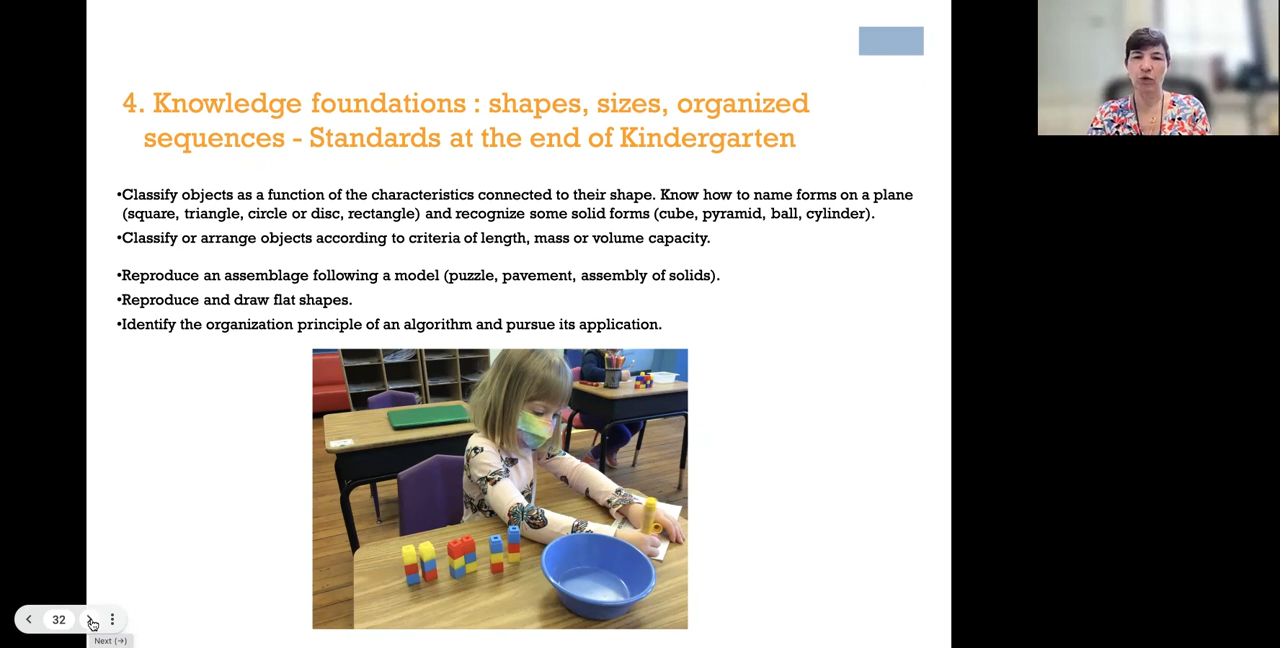 4. Knowledge foundations : shapes, sizes, organized
sequences - Standards at the end of Kindergarten
•Classify objects as a function of the characteristics connected to their shape. Know how to name forms on a plane
(square, triangle, circle or disc, rectangle) and recognize some solid forms (cube, pyramid, ball, cylinder).
•Classify or arrange objects according to criteria of length, mass or volume capacity.
•Reproduce an assemblage following a model (puzzle, pavement, assembly of solids).
•Reproduce and draw flat shapes.
•Identify the organization principle of an algorithm and pursue its application.
32
Next (→)